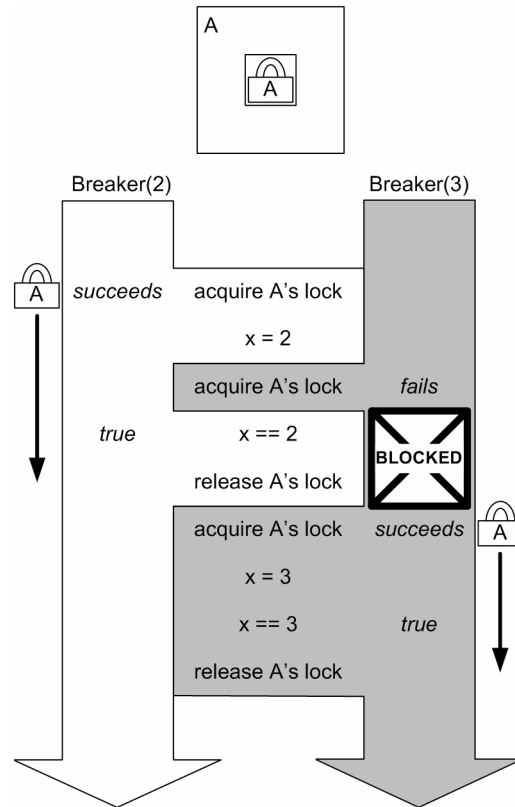 A
A
Breaker(2) Breaker(3)
A succeeds acquire A's lock
x = 2
acquire A's lock fails
true x == 2 BLOCKED
release A's lock
acquire A's lock succeeds A
x = 3
x == 3 true
release A's lock